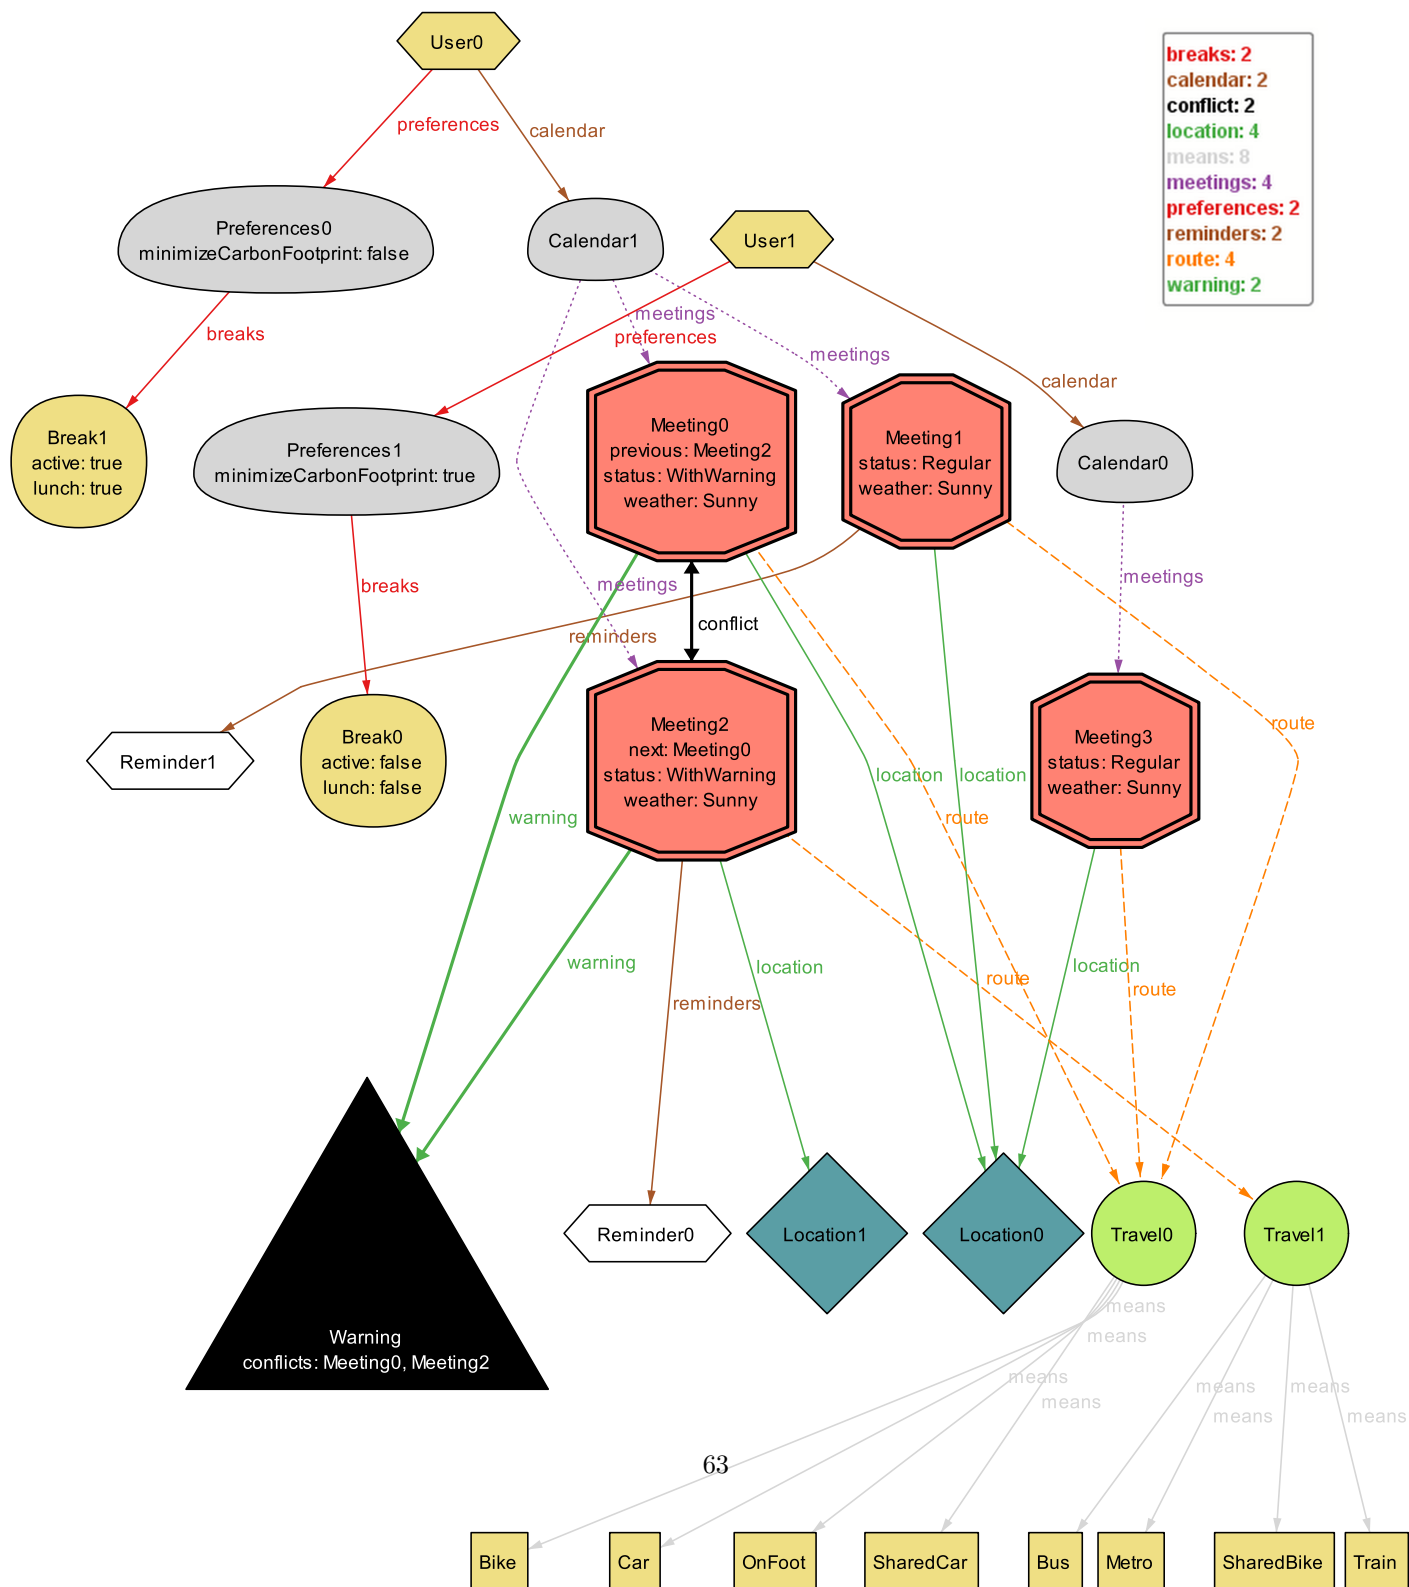 User0
breaks: 2
calendar: 2
conflict: 2
location: 4
means: 8
meetings: 4
preferences: 2
reminders: 2
route: 4
warning: 2
preferences
calendar
Preferences0
minimizeCarbonFootprint: false
Calendar1
User1
breaks
meetings
preferences
meetings
calendar
Break1
active: true
lunch: true
Preferences1
minimizeCarbonFootprint: true
Meeting0
previous: Meeting2
status: WithWarning
weather: Sunny
Meeting1
status: Regular
weather: Sunny
Calendar0
breaks
meetings
meetings
conflict
reminders
Reminder1
Break0
active: false
lunch: false
Meeting2
next: Meeting0
status: WithWarning
weather: Sunny
Meeting3
status: Regular
weather: Sunny
route
location
location
warning
route
warning
location
location
route
route
reminders
Warning
conflicts: Meeting0, Meeting2
Reminder0
Location1
Location0
Travel0
Travel1
means
means
means
means
means
means
means
means
63
Bike
Car
OnFoot
SharedCar
Bus
Metro
SharedBike
Train